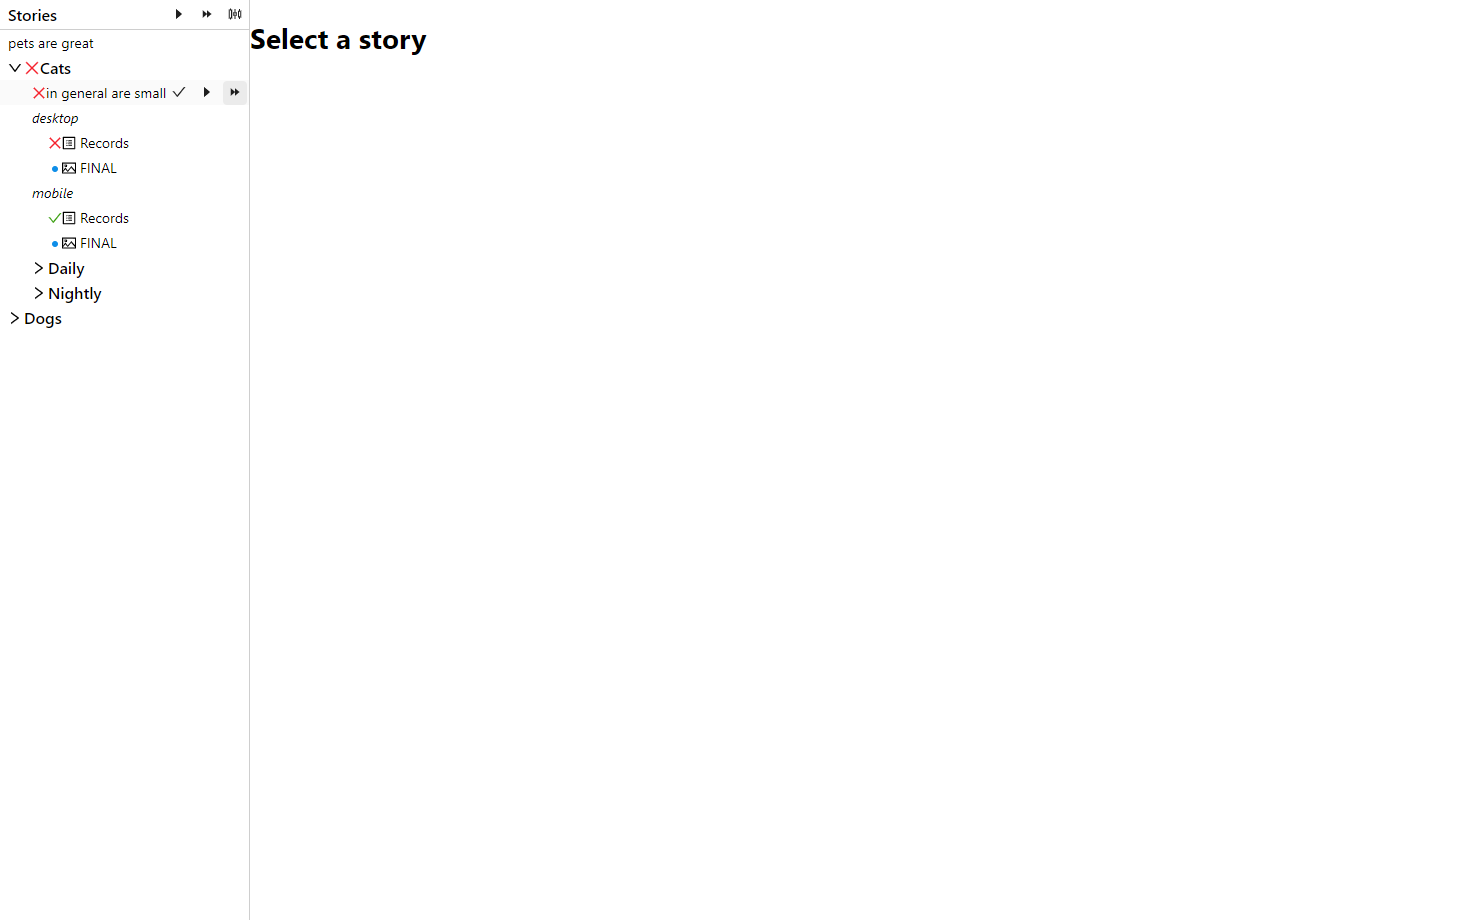 Stories
Select a story
pets are great
Cats
in general are small
desktop
Records
FINAL
mobile
Records
FINAL
Daily
Nightly
Dogs